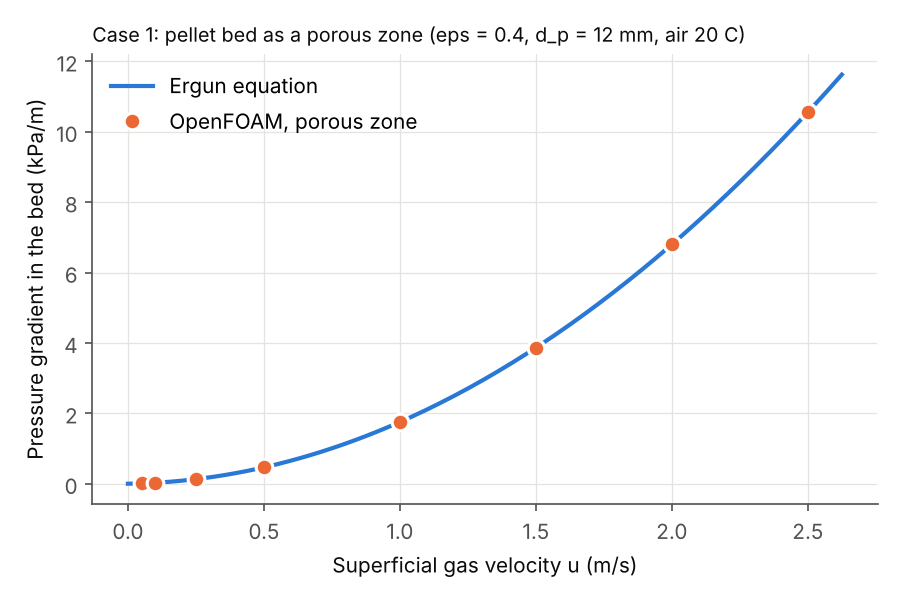 Case 1: pellet bed as a porous zone (eps = 0.4, d_p = 12 mm, air 20 C)
Ergun equation
OpenFOAM, porous zone
Pressure gradient in the bed (kPa/m)
12
10
8
6
4
2
0
0.0 0.5 1.0 1.5 2.0 2.5
Superficial gas velocity u (m/s)